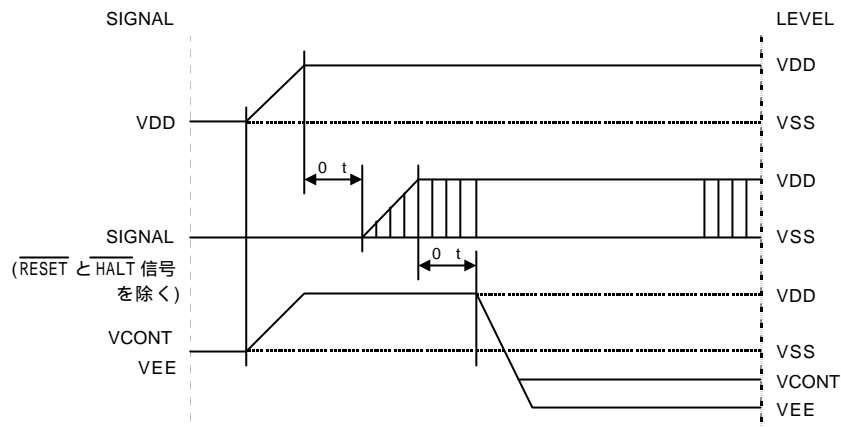 SIGNAL
LEVEL
VDD
VDD
VSS
0 t
VDD
SIGNAL
VSS
(RESET と HALT 信号
を除く)
0 t
VDD
VCONT
VEE
VSS
VCONT
VEE